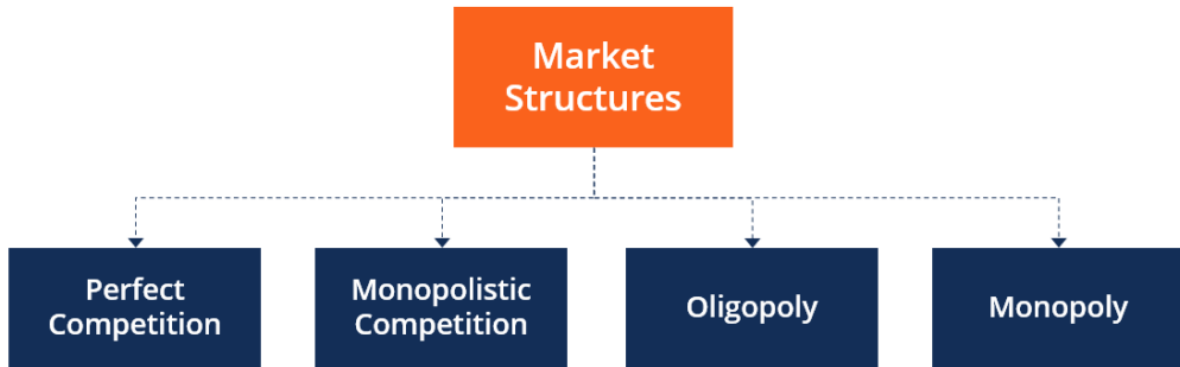 Market
Structures
Perfect
Competition
Monopolistic
Competition
Oligopoly
Monopoly